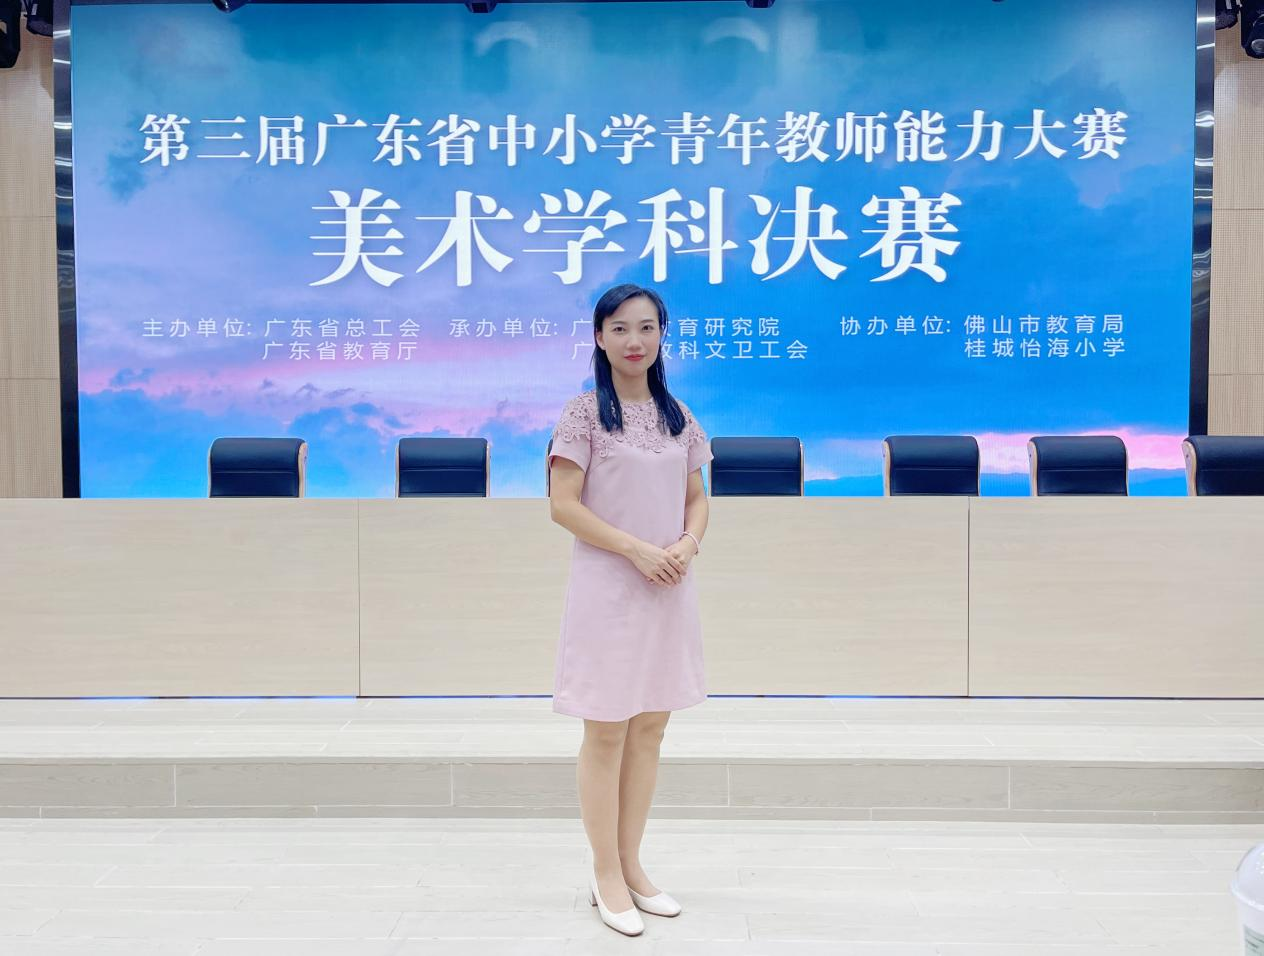 第三届广东省中小学青年教师能力大赛
美术学科决赛
主办单位: 广东省总工会 承办单位: 广 育研究院 协办单位: 佛山市教育局
广东省教育厅 广 教科文卫工会 桂城怡海小学